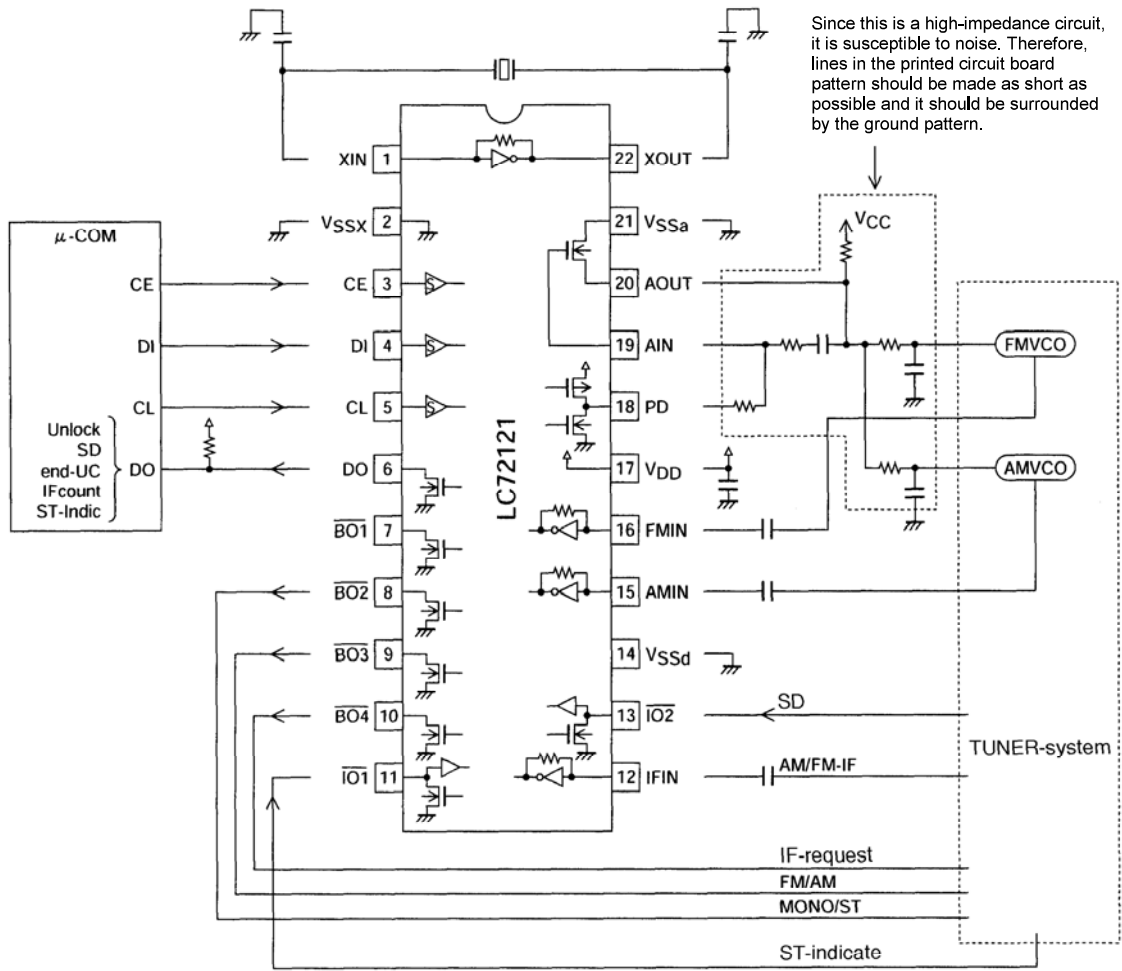 Since this is a high-impedance circuit,
it is susceptible to noise. Therefore,
lines in the printed circuit board
pattern should be made as short as
possible and it should be surrounded
by the ground pattern.
XIN 1
22 XOUT
VSSX 2
21 VSSa
VCC
μ-COM
CE
CE 3
S
20 AOUT
DI
DI 4
S
19 AIN
FMVCO
CL
CL 5
S
18 PD
Unlock
SD
end-UC
IFcount
ST-Indic
DO
DO 6
LC72121
17 VDD
AMVCO
BO1 7
16 FMIN
BO2 8
15 AMIN
BO3 9
14 VSSd
BO4 10
13 IO2
SD
TUNER-system
IO1 11
12 IFIN
AM/FM-IF
IF-request
FM/AM
MONO/ST
ST-indicate